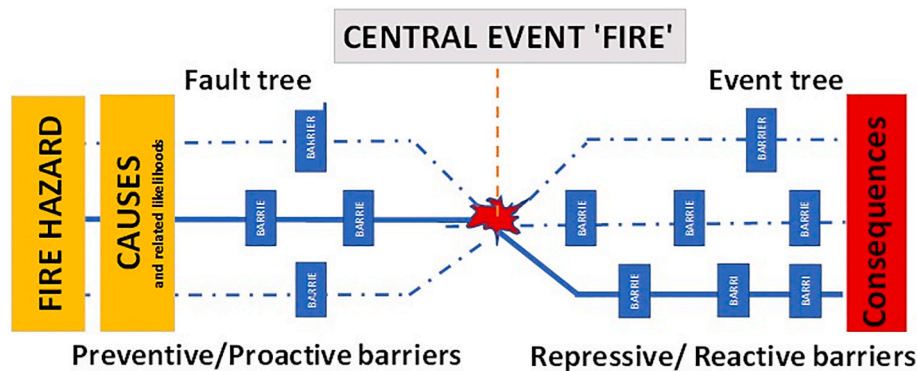 CENTRAL EVENT 'FIRE'
Fault tree
Event tree
FIRE HAZARD
CAUSES
and related likelihoods
BARRIER
BARRIE
BARRIE
BARRIE
BARRIER
BARRIE
BARRIE
BARRIE
BARRIE
BARRI
BARRI
Consequences
Preventive/Proactive barriers
Repressive/ Reactive barriers